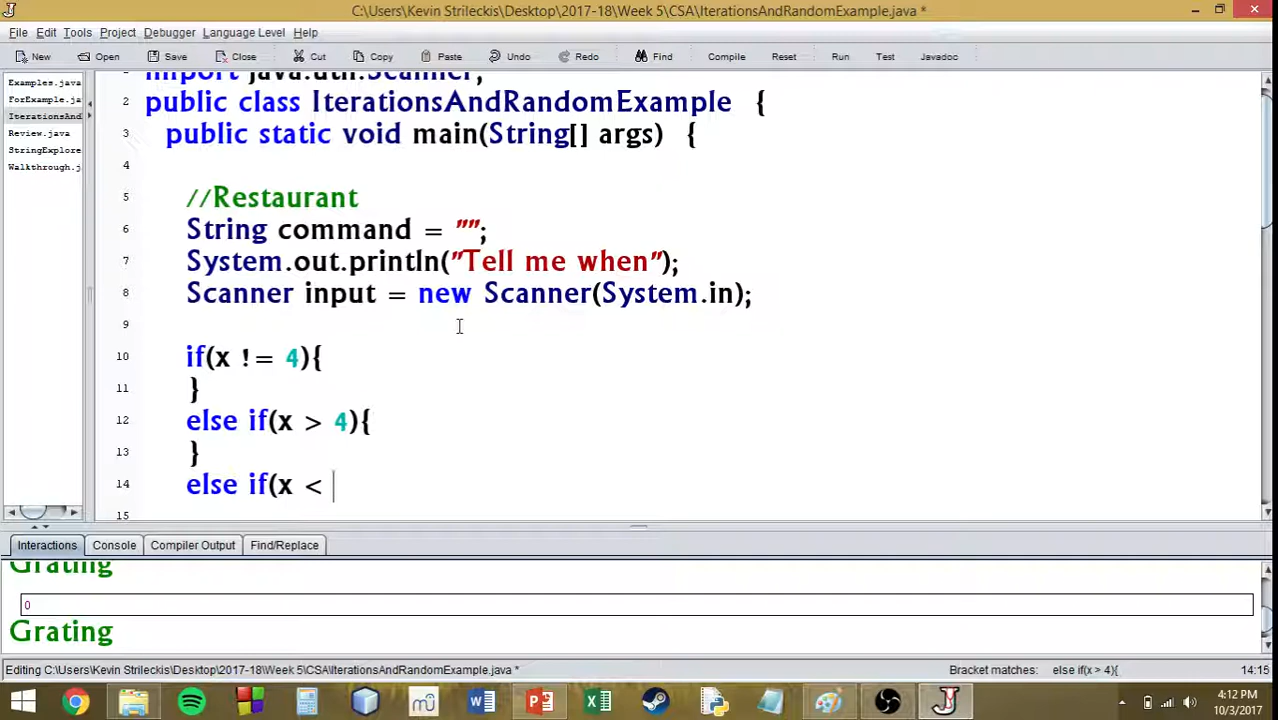 C:\Users\Kevin Strileckis\Desktop\2017-18\Week 5\CSA\IterationsAndRandomExample.java *
File Edit Tools Project Debugger Language Level Help
New Open Save Close Cut Copy Paste Undo Redo Find Compile Reset Run Test Javadoc
Examples.java
ForExample.ja
IterationsAnd
Review.java
StringExplore
Walkthrough.j
import java.util.Scanner;
2 public class IterationsAndRandomExample {
3 public static void main(String[] args) {
4
5 //Restaurant
6 String command = "";
7 System.out.println("Tell me when");
8 Scanner input = new Scanner(System.in);
9
10 if(x != 4){
11 }
12 else if(x > 4){
13 }
14 else if(x <
15
Interactions Console Compiler Output Find/Replace
Grating
0
Grating
Editing C:\Users\Kevin Strileckis\Desktop\2017-18\Week 5\CSA\IterationsAndRandomExample.java * Bracket matches: else if(x > 4){ 14:15
4:12 PM
10/3/2017